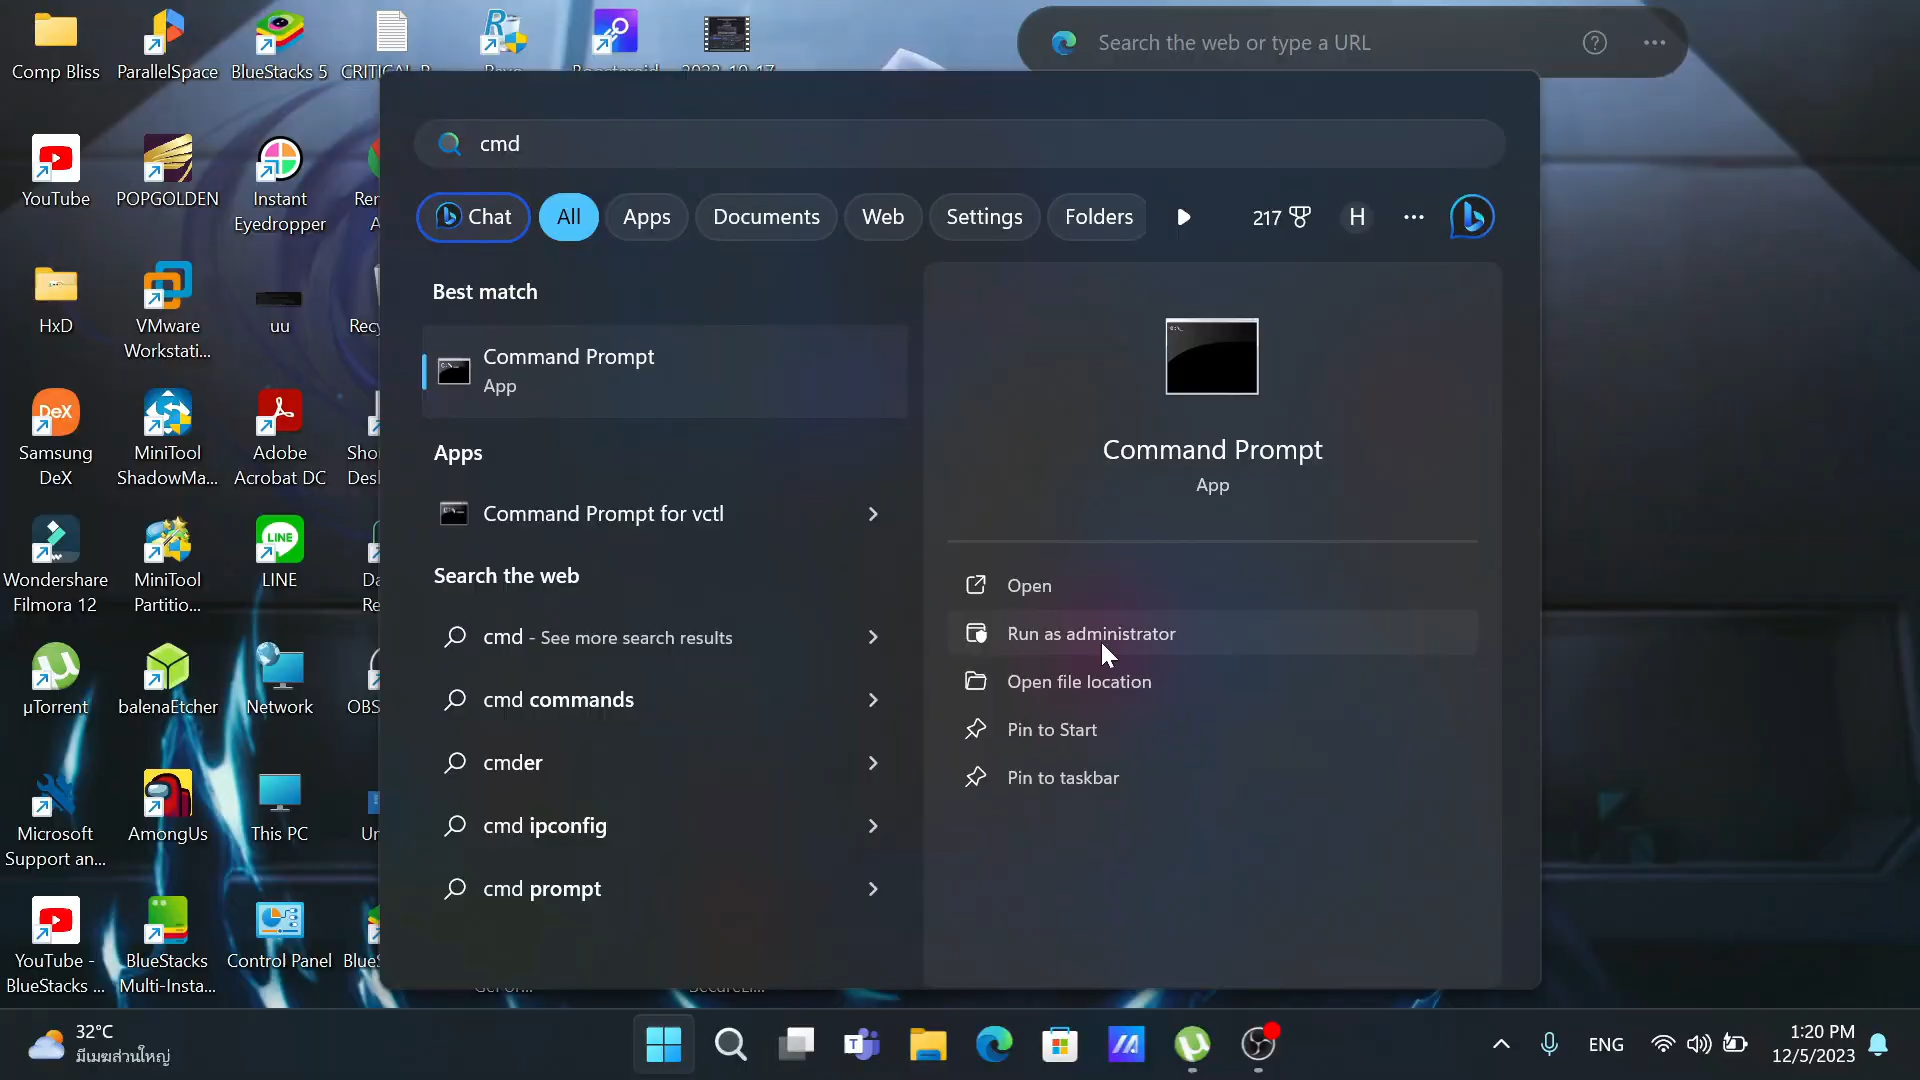 Comp Bliss
ParallelSpace
BlueStacks 5
Search the web or type a URL
YouTube
POPGOLDEN
Instant
Eyedropper
HxD
VMware
Workstati...
uu
Samsung
DeX
MiniTool
ShadowMa...
Adobe
Acrobat DC
Wondershare
Filmora 12
MiniTool
Partitio...
LINE
µTorrent
balenaEtcher
Network
Microsoft
Support an...
AmongUs
This PC
YouTube -
BlueStacks ...
BlueStacks
Multi-Insta...
Control Panel
cmd
Chat
All
Apps
Documents
Web
Settings
Folders
217
H
Best match
Command Prompt
App
Apps
Command Prompt for vctl
Search the web
cmd - See more search results
cmd commands
cmder
cmd ipconfig
cmd prompt
Command Prompt
App
Open
Run as administrator
Open file location
Pin to Start
Pin to taskbar
32°C
มีเมฆส่วนใหญ่
ENG
1:20 PM
12/5/2023